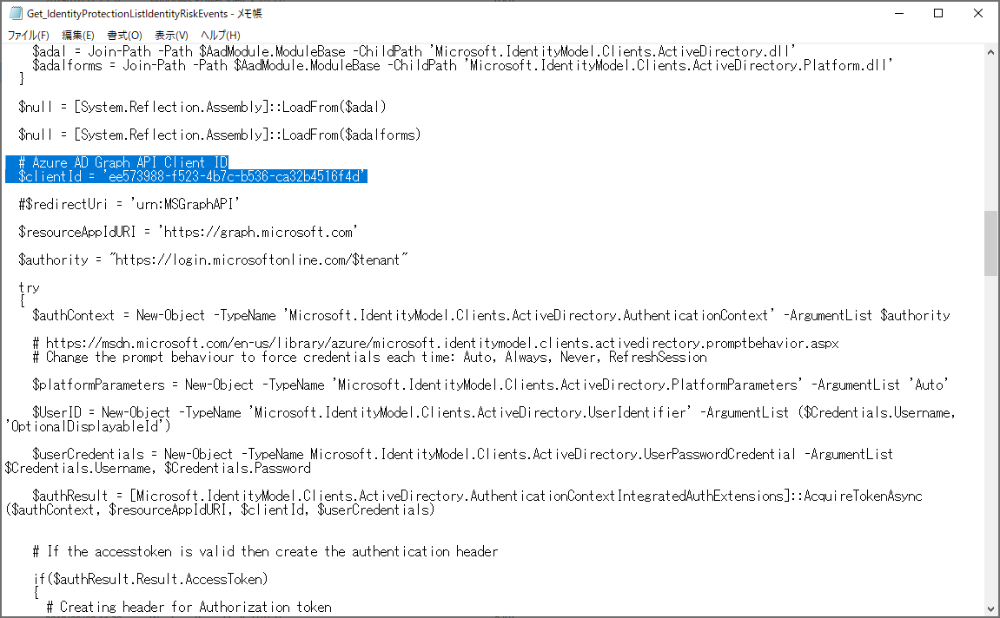 Get_IdentityProtectionListIdentityRiskEvents - メモ帳
ファイル(F) 編集(E) 書式(O) 表示(V) ヘルプ(H)
$adal = Join-Path -Path $AadModule.ModuleBase -ChildPath 'Microsoft.IdentityModel.Clients.ActiveDirectory.dll'
$adalforms = Join-Path -Path $AadModule.ModuleBase -ChildPath 'Microsoft.IdentityModel.Clients.ActiveDirectory.Platform.dll'
}
$null = [System.Reflection.Assembly]::LoadFrom($adal)
$null = [System.Reflection.Assembly]::LoadFrom($adalforms)
# Azure AD Graph API Client ID
$clientId = 'ee573988-f523-4b7c-b536-ca32b4516f4d'
#$redirectUri = 'urn:MSGraphAPI'
$resourceAppIdURI = 'https://graph.microsoft.com'
$authority = "https://login.microsoftonline.com/$tenant"
try
{
$authContext = New-Object -TypeName 'Microsoft.IdentityModel.Clients.ActiveDirectory.AuthenticationContext' -ArgumentList $authority
# https://msdn.microsoft.com/en-us/library/azure/microsoft.identitymodel.clients.activedirectory.promptbehavior.aspx
# Change the prompt behaviour to force credentials each time: Auto, Always, Never, RefreshSession
$platformParameters = New-Object -TypeName 'Microsoft.IdentityModel.Clients.ActiveDirectory.PlatformParameters' -ArgumentList 'Auto'
$UserID = New-Object -TypeName 'Microsoft.IdentityModel.Clients.ActiveDirectory.UserIdentifier' -ArgumentList ($Credentials.Username,
'OptionalDisplayableId')
$userCredentials = New-Object -TypeName Microsoft.IdentityModel.Clients.ActiveDirectory.UserPasswordCredential -ArgumentList
$Credentials.Username, $Credentials.Password
$authResult = [Microsoft.IdentityModel.Clients.ActiveDirectory.AuthenticationContextIntegratedAuthExtensions]::AcquireTokenAsync
($authContext, $resourceAppIdURI, $clientId, $userCredentials)
# If the accesstoken is valid then create the authentication header
if($authResult.Result.AccessToken)
{
# Creating header for Authorization token